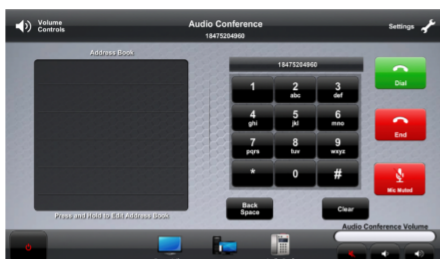 Volume
Controls
Audio Conference
18475204960
Settings
Address Book
Press and Hold to Edit Address Book
18475204960
1
2
abc
3
def
4
ghi
5
jkl
6
mno
7
pqrs
8
tuv
9
wxyz
*
0
#
Back
Space
Clear
Dial
End
Mic Muted
Audio Conference Volume